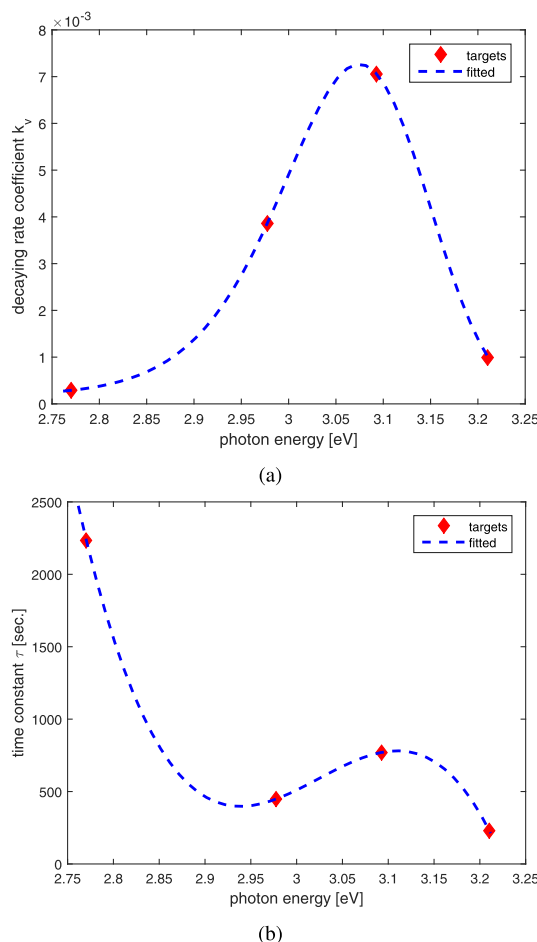 ×10⁻³
8
7
6
5
4
3
2
1
0
decaying rate coefficient kᵥ
targets
fitted
2.75 2.8 2.85 2.9 2.95 3 3.05 3.1 3.15 3.2 3.25
photon energy [eV]
(a)
2500
2000
1500
1000
500
0
time constant τ [sec.]
targets
fitted
2.75 2.8 2.85 2.9 2.95 3 3.05 3.1 3.15 3.2 3.25
photon energy [eV]
(b)